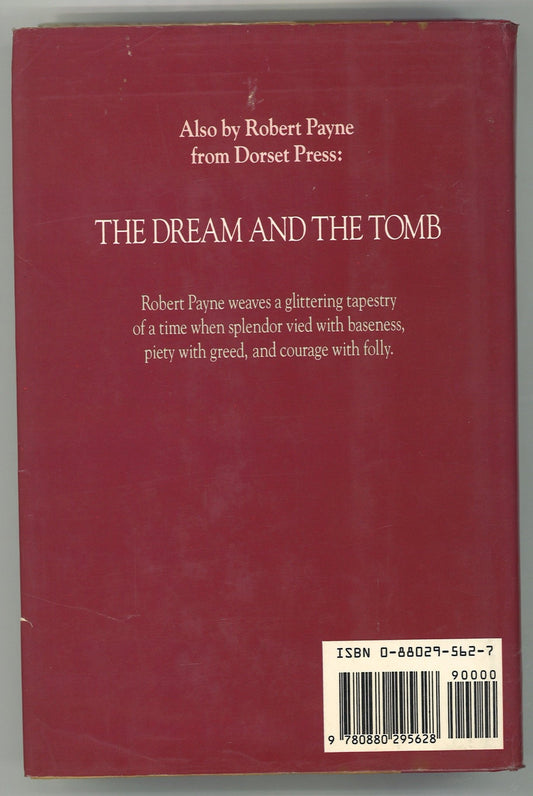 Also by Robert Payne
from Dorset Press:
THE DREAM AND THE TOMB
Robert Payne weaves a glittering tapestry
of a time when splendor vied with baseness,
piety with greed, and courage with folly.
ISBN 0-88029-562-7
90000
9 780880 295628